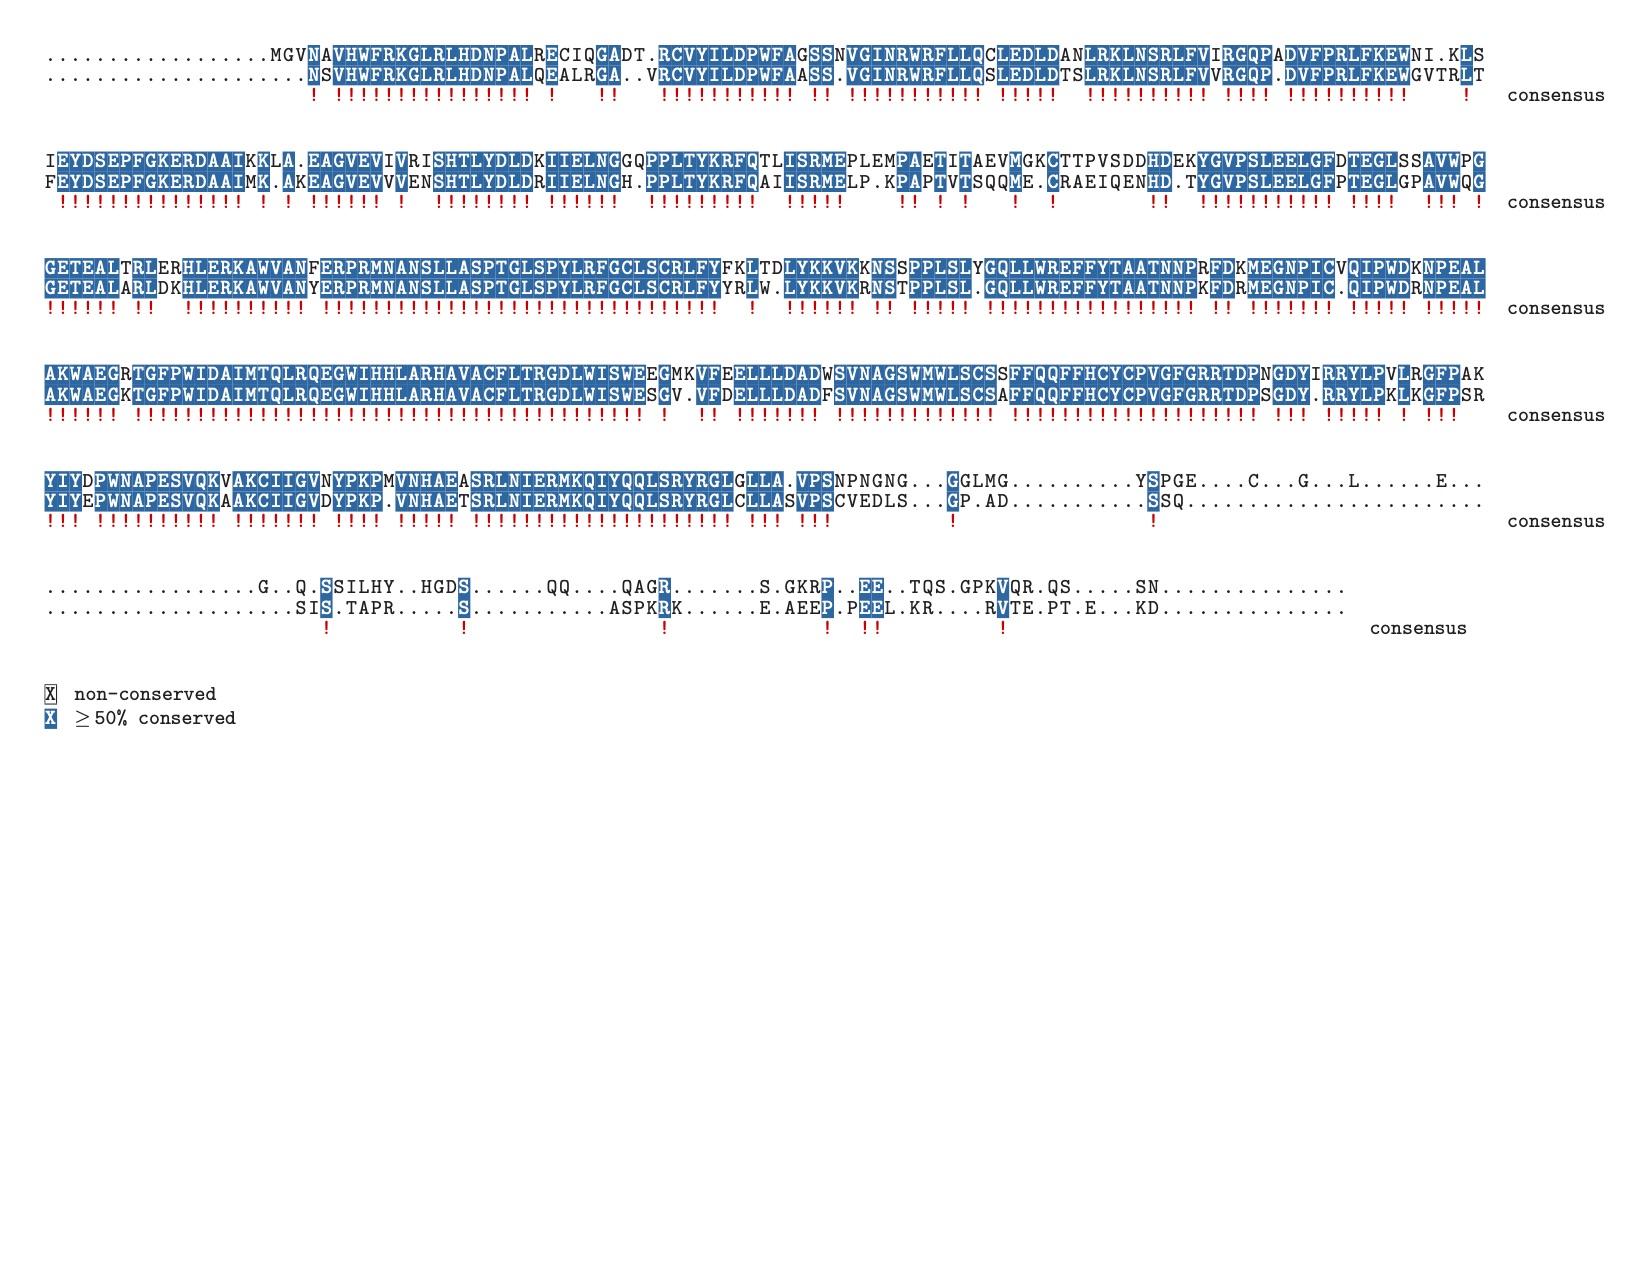 ..................MGVNAVHWFRKGLRLHDNPALRECIQGADT.RCVYILDPWFAGSSNVGINRWRFLLQCLEDLDANLRKLNSRLFVIRGQPADVFPRLFKEWNI.KLS
.....................NSVHWFRKGLRLHDNPALQEALRGA..VRCVYILDPWFAASS.VGINRWRFLLQSLEDLDTSLRKLNSRLFVVRGQP.DVFPRLFKEWGVTRLT
! !!!!!!!!!!!!!!!! ! !! !!!!!!!!!!! !! !!!!!!!!!!! !!!!! !!!!!!!!!! !!!! !!!!!!!!!! ! consensus
IEYDSEPFGKERDAAIKKLA.EAGVEVIVRISHTLYDLDKIIELNGGQPPLTYKRFQTLISRMEPLEMPAETITAEVMGKCTTPVSDDHDEKYGVPSLEELGFDTEGLSSAVWPG
FEYDSEPFGKERDAAIMK.AKEAGVEVVVENSHTLYDLDRIIELNGH.PPLTYKRFQAIISRMELP.KPAPTVTSQQME.CRAEIQENHD.TYGVPSLEELGFPTEGLGPAVWQG
!!!!!!!!!!!!!!! ! ! !!!!!! ! !!!!!!!! !!!!!! !!!!!!!!! !!!!! !! ! ! ! ! !! !!!!!!!!!!! !!!! !!! ! consensus
GETEALTRLERHLERKAWVANFERPRMNANSLLASPTGLSPYLRFGCLSCRLFYFKLTDLYKKVKKNSSPPLSLYGQLLWREFFYTAATNNPRFDKMEGNPICVQIPWDKNPEAL
GETEALARLDKHLERKAWVANYERPRMNANSLLASPTGLSPYLRFGCLSCRLFYYRLW.LYKKVKRNSTPPLSL.GQLLWREFFYTAATNNPKFDRMEGNPIC.QIPWDRNPEAL
!!!!!! !! !!!!!!!!!! !!!!!!!!!!!!!!!!!!!!!!!!!!!!!!!! ! !!!!!! !! !!!!! !!!!!!!!!!!!!!!!! !! !!!!!!! !!!!! !!!!! consensus
AKWAEGRTGFPWIDAIMTQLRQEGWIHHLARHAVACFLTRGDLWISWEEGMKVFEELLLDADWSVNAGSWMWLSCSSFFQQFFHCYCPVGFGRRTDPNGDYIRRYLPVLRGFPAK
AKWAEGKTGFPWIDAIMTQLRQEGWIHHLARHAVACFLTRGDLWISWESGV.VFDELLLDADFSVNAGSWMWLSCSAFFQQFFHCYCPVGFGRRTDPSGDY.RRYLPKLKGFPSR
!!!!!! !!!!!!!!!!!!!!!!!!!!!!!!!!!!!!!!!!!!!!!!! ! !! !!!!!!! !!!!!!!!!!!!! !!!!!!!!!!!!!!!!!!!! !!! !!!!! ! !!! consensus
YIYDPWNAPESVQKVAKCIIGVNYPKPMVNHAEASRLNIERMKQIYQQLSRYRGLGLLA.VPSNPNGNG...GGLMG..........YSPGE....C...G...L......E...
YIYEPWNAPESVQKAAKCIIGVDYPKP.VNHAETSRLNIERMKQIYQQLSRYRGLCLLASVPSCVEDLS...GP.AD...........SSQ........................
!!! !!!!!!!!!! !!!!!!! !!!! !!!!! !!!!!!!!!!!!!!!!!!!!! !!! !!! ! ! consensus
.................G..Q.SSILHY..HGDS......QQ....QAGR.......S.GKRP..EE..TQS.GPKVQR.QS.....SN...............
....................SIS.TAPR.....S...........ASPKRK......E.AEEP.PEEL.KR....RVTE.PT.E...KD...............
! ! ! ! !! ! consensus
X non-conserved
X ≥50% conserved